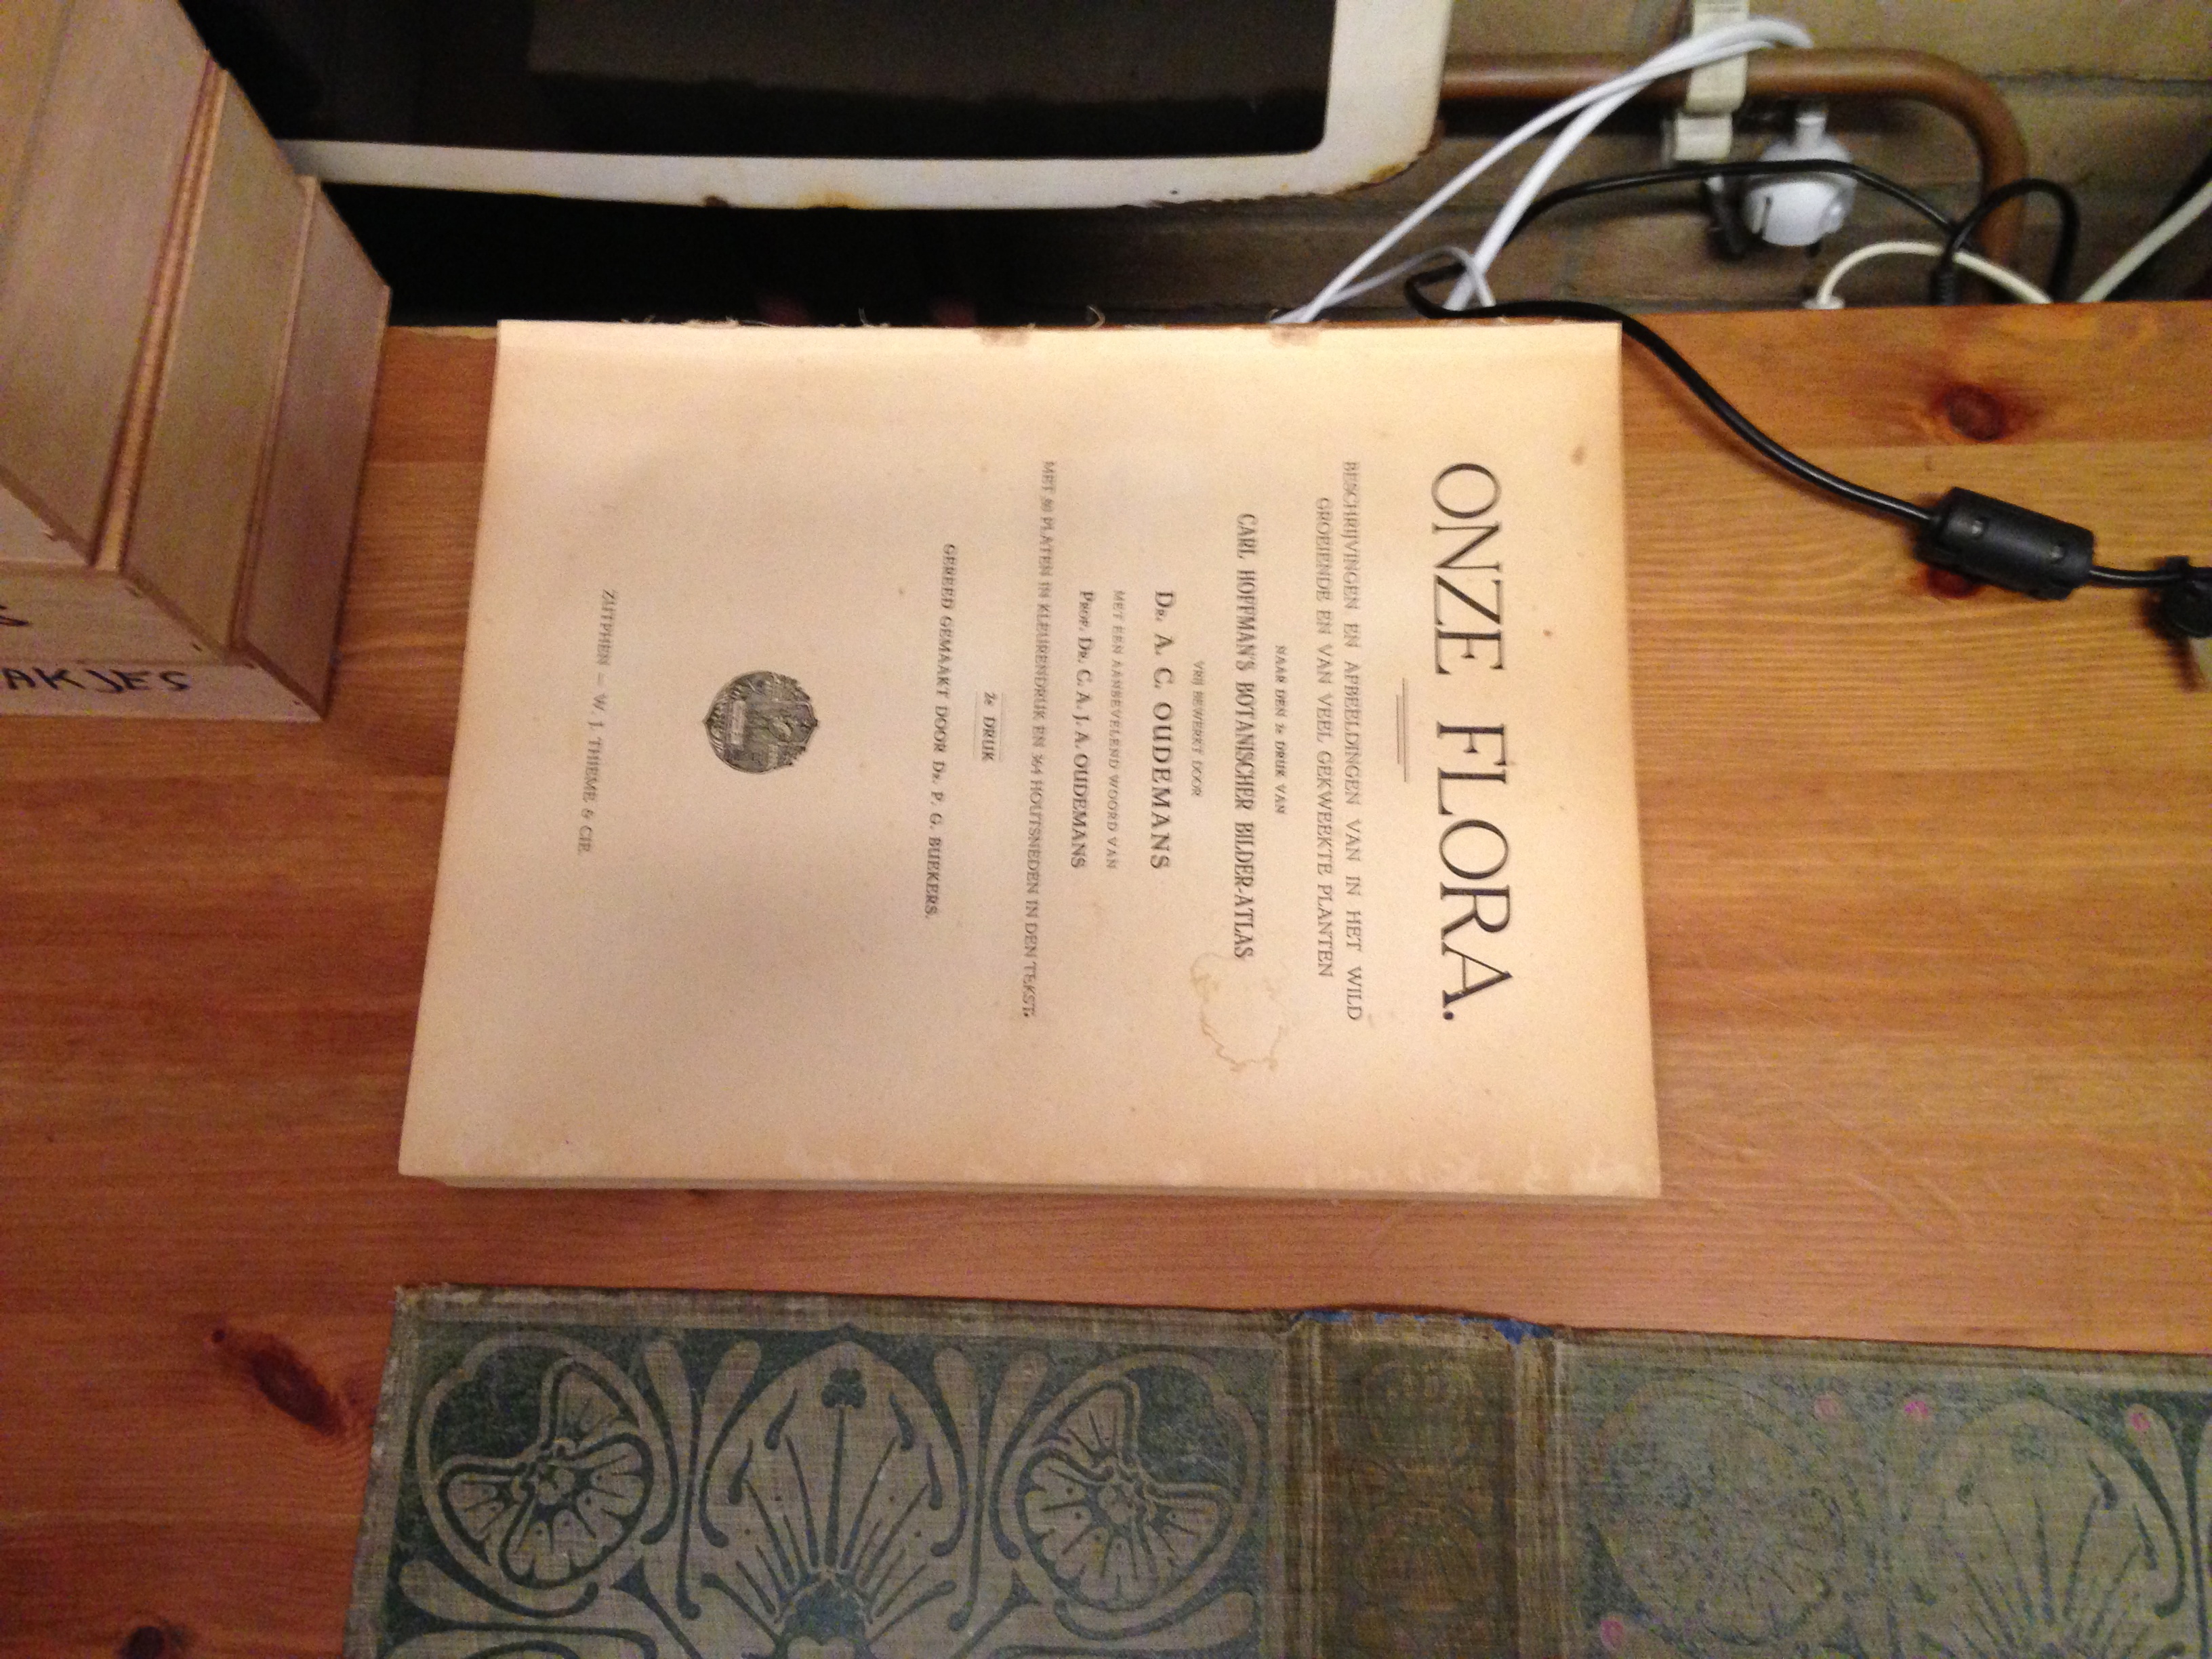 ONZE FLORA.
BESCHRIJVINGEN EN AFBEELDINGEN VAN IN HET WILD
GROEIENDE EN VAN VEEL GEKWEEKTE PLANTEN
NAAR DEN 2e DRUK VAN
CARL HOFFMAN'S BOTANISCHER BILDER-ATLAS
VRIJ BEWERKT DOOR
DR. A. C. OUDEMANS
MET EEN AANBEVELEND WOORD VAN
PROF. DR. C. A. J. A. OUDEMANS
MET 80 PLATEN IN KLEURENDRUK EN 364 HOUTSNEDEN IN DEN TEKST.
2e DRUK
GEREED GEMAAKT DOOR DR. P. G. BUEKERS.
ZUTPHEN — W. J. THIEME & CIE.
AKJES